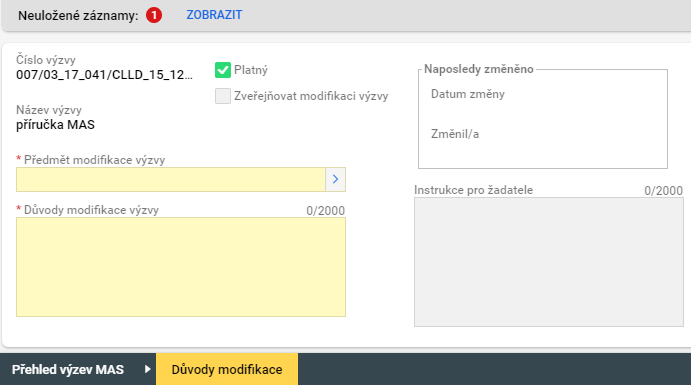 Neuložené záznamy: 1 ZOBRAZIT
Číslo výzvy
007/03_17_041/CLLD_15_12...
Platný
Zveřejňovat modifikaci výzvy
Název výzvy
příručka MAS
Naposledy změněno
Datum změny
Změnil/a
* Předmět modifikace výzvy
* Důvody modifikace výzvy 0/2000
Instrukce pro žadatele 0/2000
Přehled výzev MAS Důvody modifikace